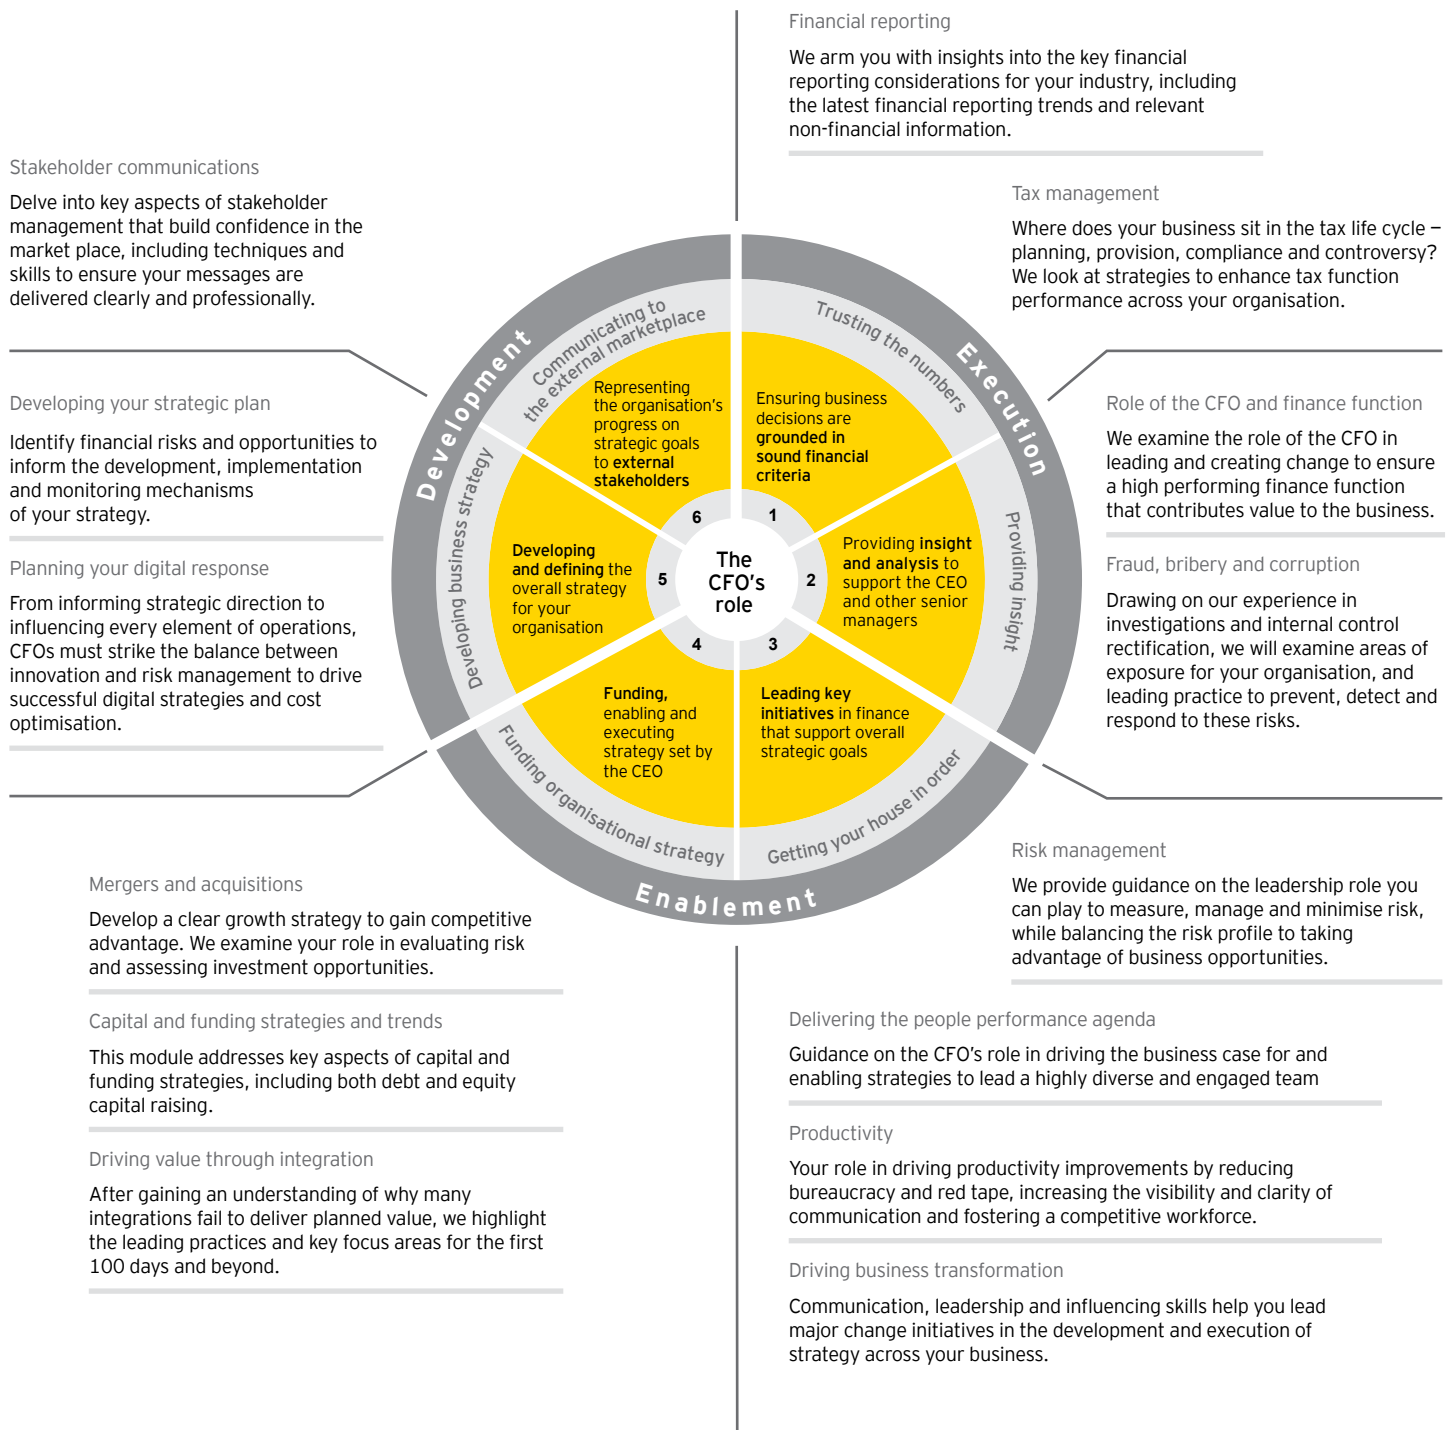 Financial reporting
We arm you with insights into the key financial
reporting considerations for your industry, including
the latest financial reporting trends and relevant
non-financial information.
Tax management
Where does your business sit in the tax life cycle –
planning, provision, compliance and controversy?
We look at strategies to enhance tax function
performance across your organisation.
Role of the CFO and finance function
We examine the role of the CFO in
leading and creating change to ensure
a high performing finance function
that contributes value to the business.
Fraud, bribery and corruption
Drawing on our experience in
investigations and internal control
rectification, we will examine areas of
exposure for your organisation, and
leading practice to prevent, detect and
respond to these risks.
Risk management
We provide guidance on the leadership role you
can play to measure, manage and minimise risk,
while balancing the risk profile to taking
advantage of business opportunities.
Delivering the people performance agenda
Guidance on the CFO's role in driving the business case for and
enabling strategies to lead a highly diverse and engaged team
Productivity
Your role in driving productivity improvements by reducing
bureaucracy and red tape, increasing the visibility and clarity of
communication and fostering a competitive workforce.
Driving business transformation
Communication, leadership and influencing skills help you lead
major change initiatives in the development and execution of
strategy across your business.
Mergers and acquisitions
Develop a clear growth strategy to gain competitive
advantage. We examine your role in evaluating risk
and assessing investment opportunities.
Capital and funding strategies and trends
This module addresses key aspects of capital and
funding strategies, including both debt and equity
capital raising.
Driving value through integration
After gaining an understanding of why many
integrations fail to deliver planned value, we highlight
the leading practices and key focus areas for the first
100 days and beyond.
Stakeholder communications
Delve into key aspects of stakeholder
management that build confidence in the
market place, including techniques and
skills to ensure your messages are
delivered clearly and professionally.
Developing your strategic plan
Identify financial risks and opportunities to
inform the development, implementation
and monitoring mechanisms
of your strategy.
Planning your digital response
From informing strategic direction to
influencing every element of operations,
CFOs must strike the balance between
innovation and risk management to drive
successful digital strategies and cost
optimisation.
The
CFO's
role
Execution
Trusting the numbers
1
Ensuring business
decisions are
grounded in
sound financial
criteria
Providing insight
2
Providing insight
and analysis to
support the CEO
and other senior
managers
Enablement
Getting your house in order
3
Leading key
initiatives in finance
that support overall
strategic goals
Funding organisational strategy
4
Funding,
enabling and
executing
strategy set by
the CEO
Development
Developing business strategy
5
Developing
and defining the
overall strategy
for your
organisation
Communicating to
the external marketplace
6
Representing
the organisation's
progress on
strategic goals
to external
stakeholders